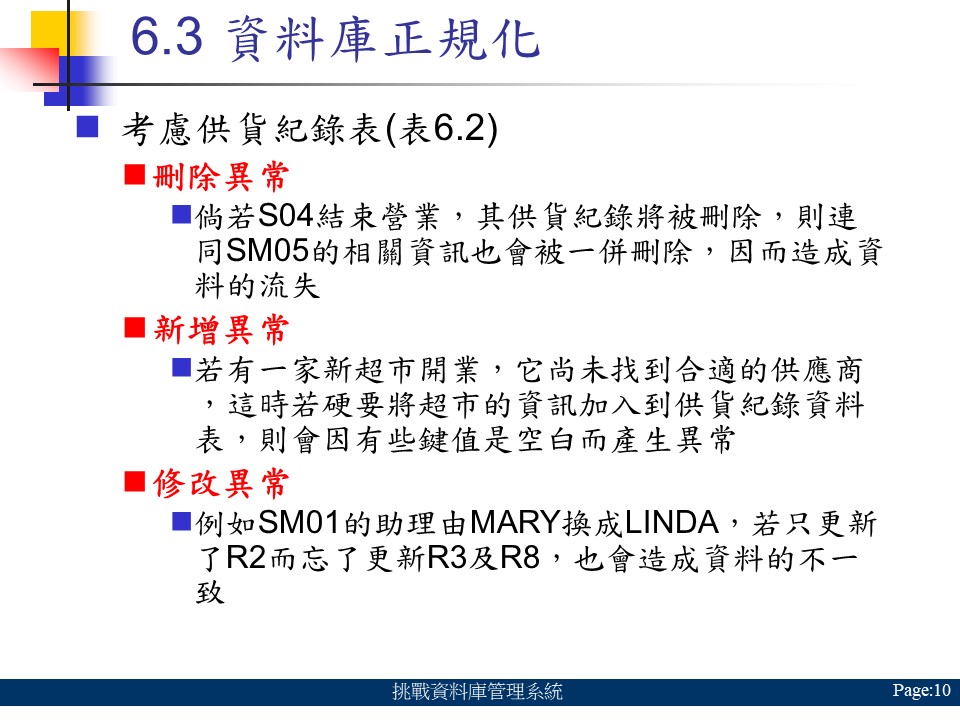 6.3 資料庫正規化
考慮供貨紀錄表(表6.2)
刪除異常
倘若S04結束營業，其供貨紀錄將被刪除，則連
同SM05的相關資訊也會被一併刪除，因而造成資
料的流失
新增異常
若有一家新超市開業，它尚未找到合適的供應商
，這時若硬要將超市的資訊加入到供貨紀錄資料
表，則會因有些鍵值是空白而產生異常
修改異常
例如SM01的助理由MARY換成LINDA，若只更新
了R2而忘了更新R3及R8，也會造成資料的不一
致
挑戰資料庫管理系統
Page:10